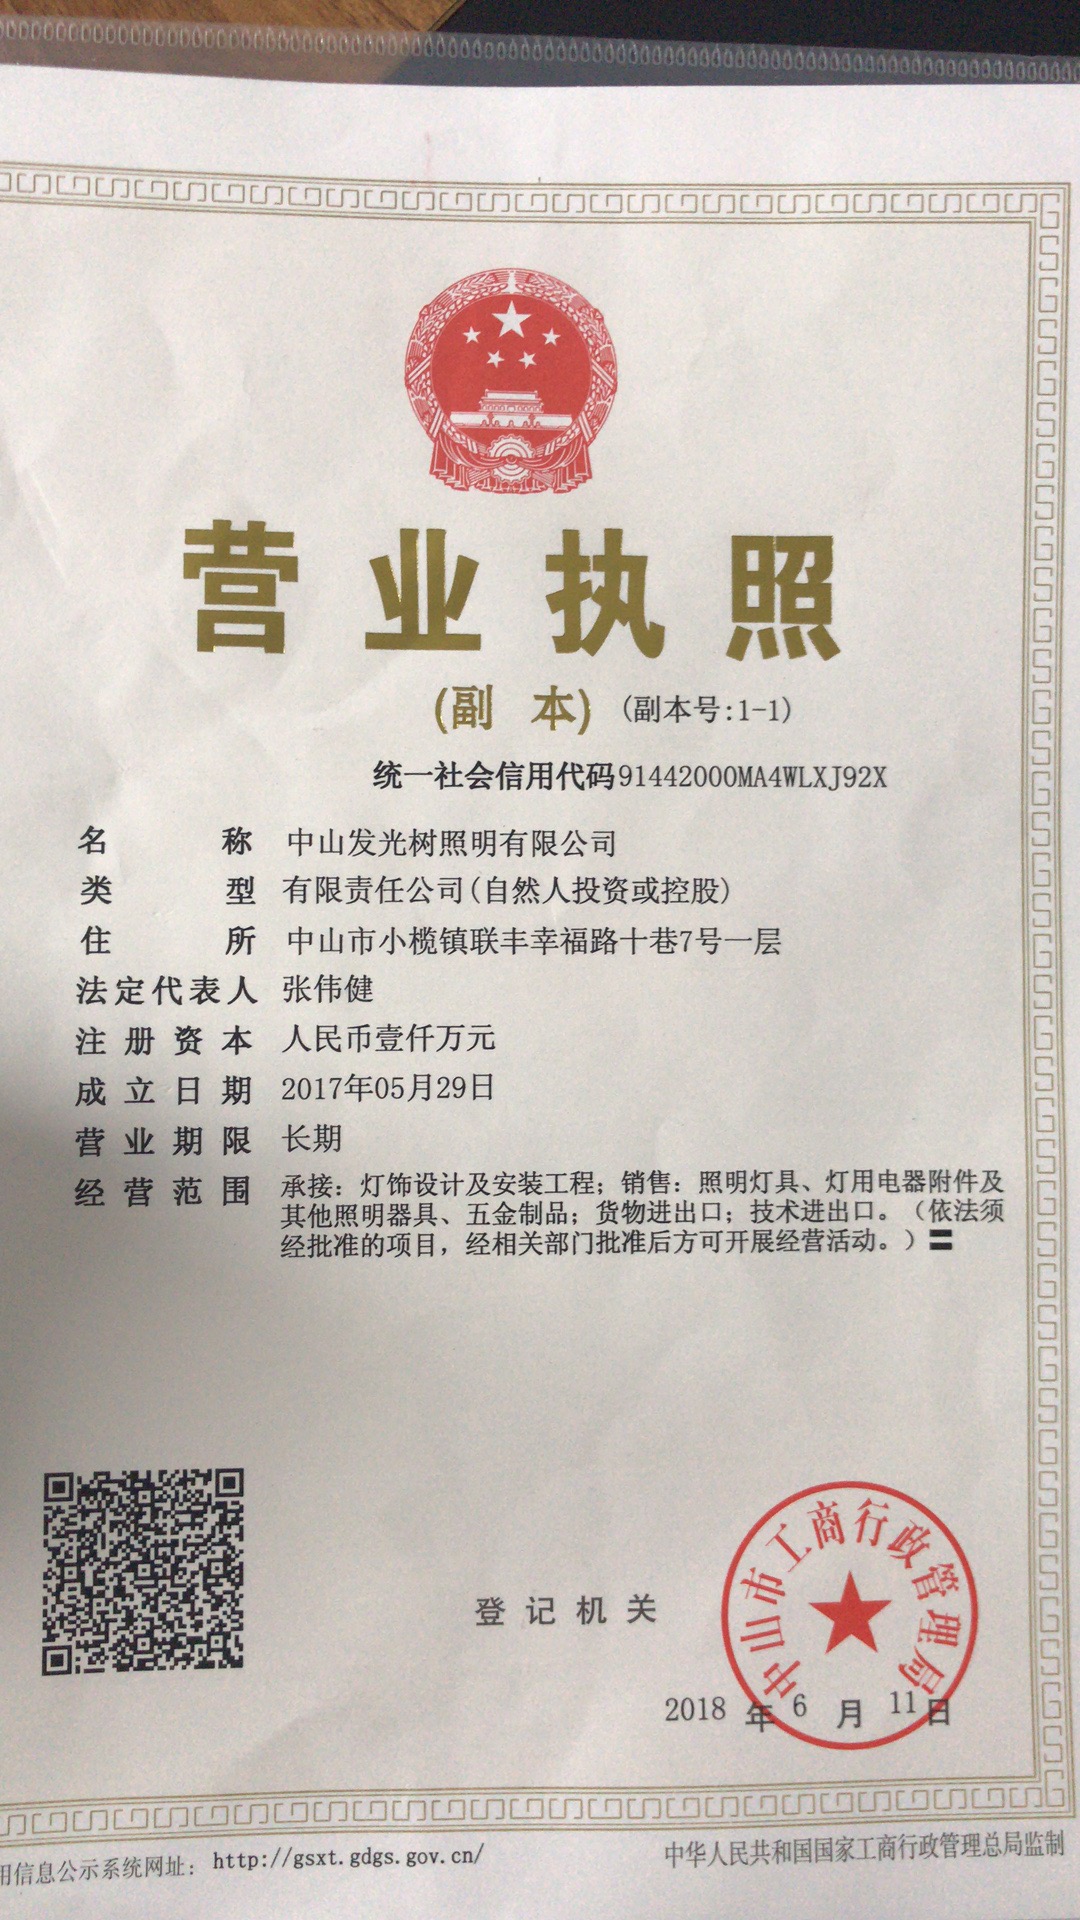 营业执照
(副 本) (副本号:1-1)
统一社会信用代码91442000MA4WLXJ92X
名 称 中山发光树照明有限公司
类 型 有限责任公司(自然人投资或控股)
住 所 中山市小榄镇联丰幸福路十巷7号一层
法定代表人 张伟健
注册资本 人民币壹仟万元
成立日期 2017年05月29日
营业期限 长期
经营范围 承接：灯饰设计及安装工程；销售：照明灯具、灯用电器附件及
其他照明器具、五金制品；货物进出口；技术进出口。（依法须
经批准的项目，经相关部门批准后方可开展经营活动。）〓
登记机关
中山市工商行政管理局
2018 年 6 月 11 日
用信息公示系统网址: http://gsxt.gdgs.gov.cn/
中华人民共和国国家工商行政管理总局监制